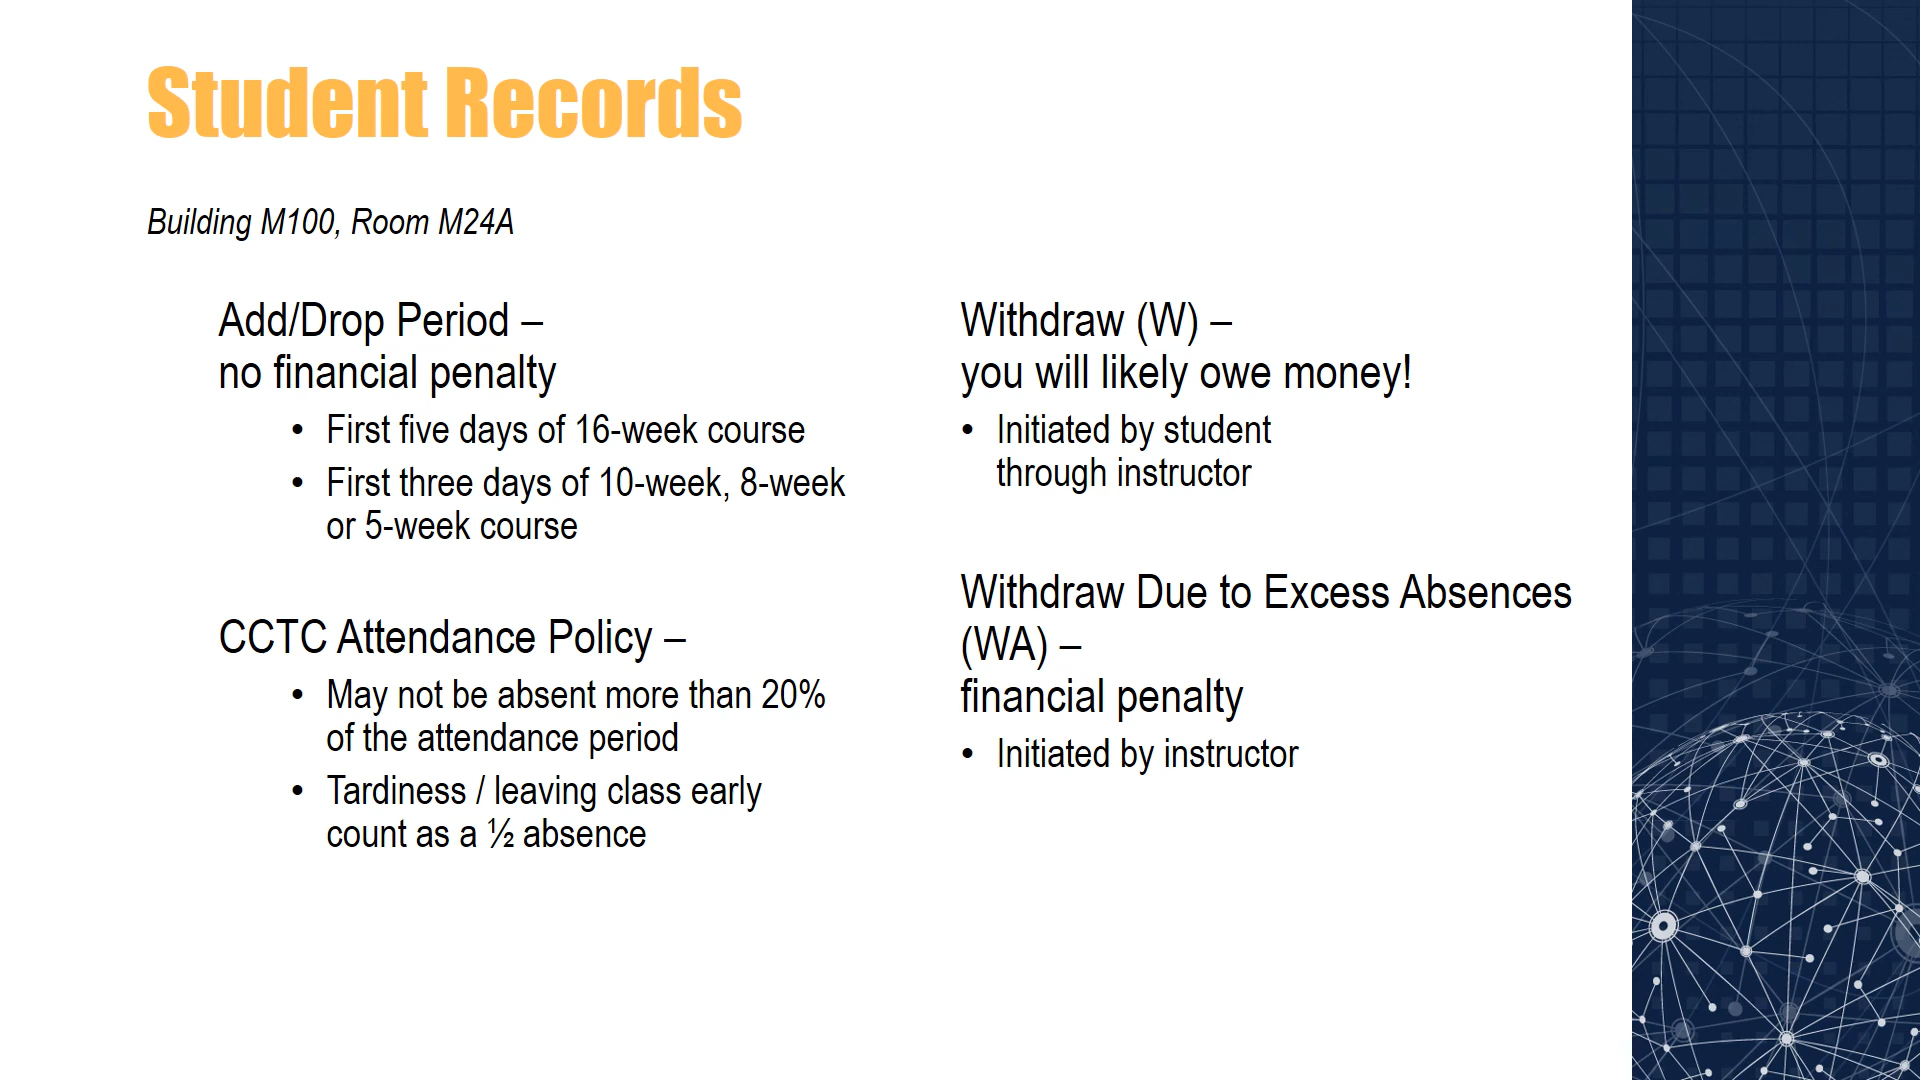 Student Records
Building M100, Room M24A
Add/Drop Period –
no financial penalty
• First five days of 16-week course
• First three days of 10-week, 8-week
or 5-week course
CCTC Attendance Policy –
• May not be absent more than 20%
of the attendance period
• Tardiness / leaving class early
count as a ½ absence
Withdraw (W) –
you will likely owe money!
• Initiated by student
through instructor
Withdraw Due to Excess Absences
(WA) –
financial penalty
• Initiated by instructor